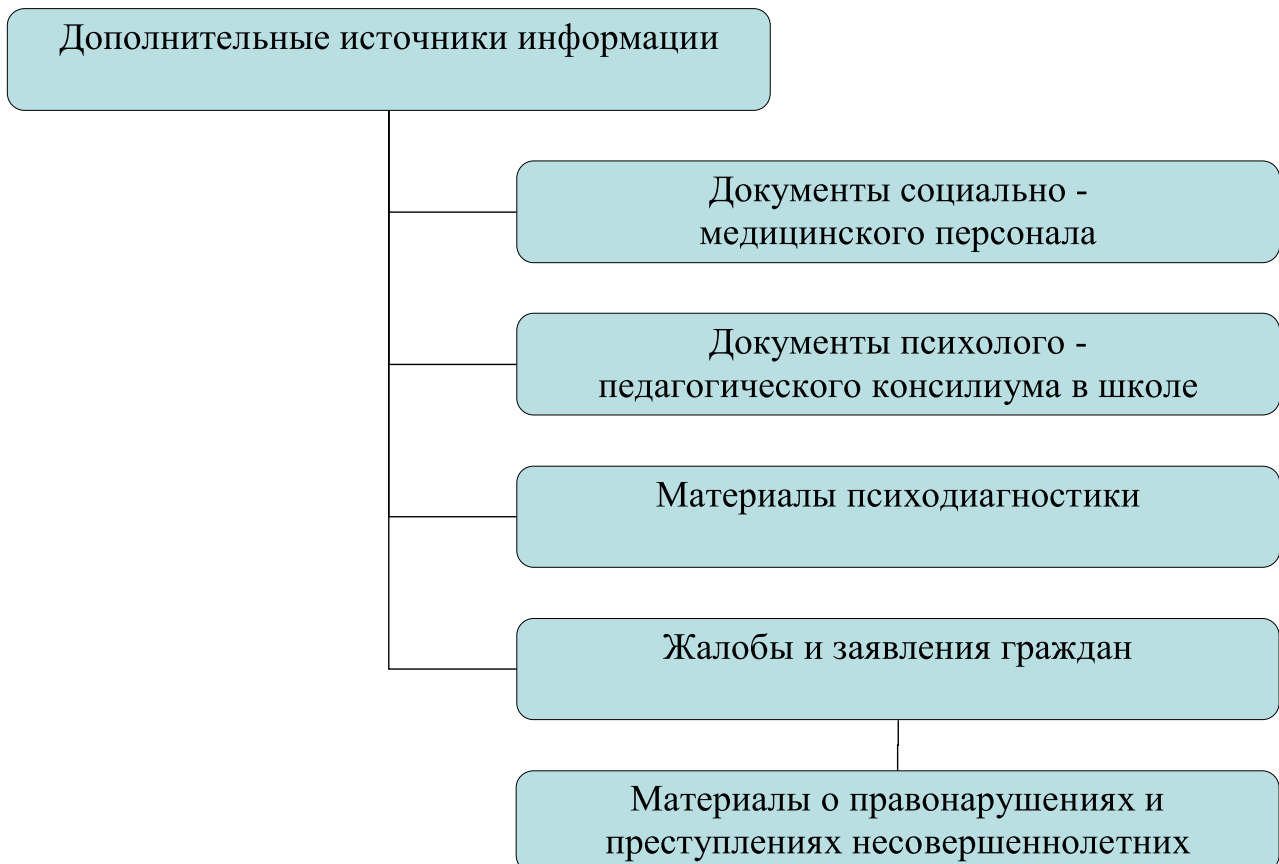 Дополнительные источники информации
Документы социально -
медицинского персонала
Документы психолого -
педагогического консилиума в школе
Материалы психодиагностики
Жалобы и заявления граждан
Материалы о правонарушениях и
преступлениях несовершеннолетних